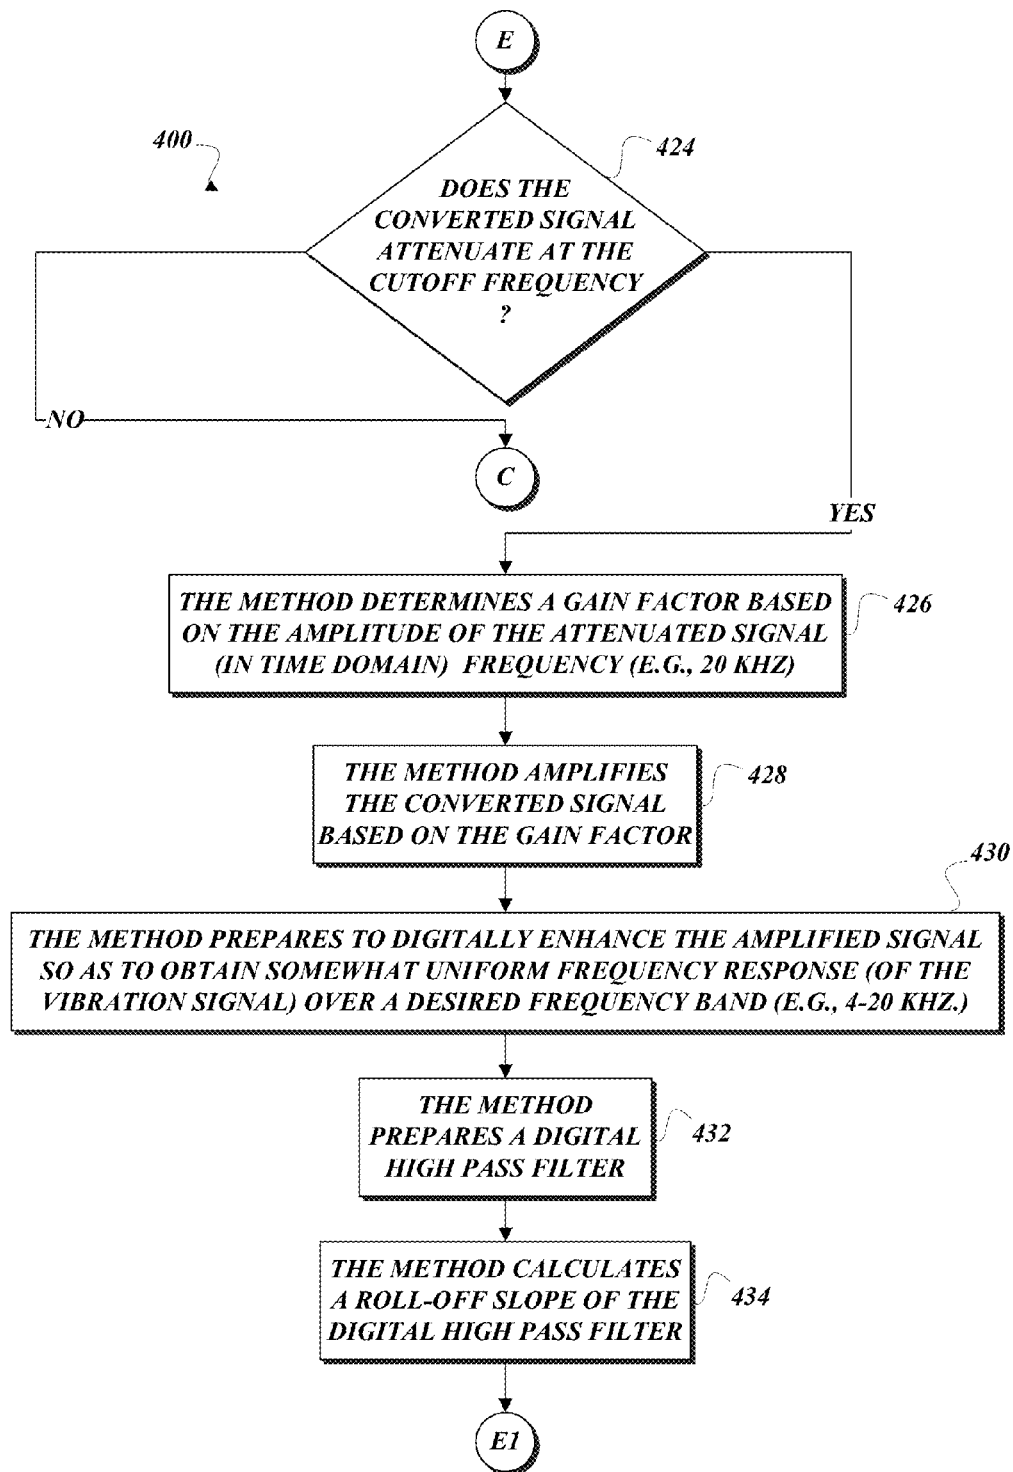 E
400
424
DOES THE
CONVERTED SIGNAL
ATTENUATE AT THE
CUTOFF FREQUENCY
?
NO
C
YES
THE METHOD DETERMINES A GAIN FACTOR BASED
ON THE AMPLITUDE OF THE ATTENUATED SIGNAL
(IN TIME DOMAIN) FREQUENCY (E.G., 20 KHZ)
426
THE METHOD AMPLIFIES
THE CONVERTED SIGNAL
BASED ON THE GAIN FACTOR
428
430
THE METHOD PREPARES TO DIGITALLY ENHANCE THE AMPLIFIED SIGNAL
SO AS TO OBTAIN SOMEWHAT UNIFORM FREQUENCY RESPONSE (OF THE
VIBRATION SIGNAL) OVER A DESIRED FREQUENCY BAND (E.G., 4-20 KHZ.)
THE METHOD
PREPARES A DIGITAL
HIGH PASS FILTER
432
THE METHOD CALCULATES
A ROLL-OFF SLOPE OF THE
DIGITAL HIGH PASS FILTER
434
E1